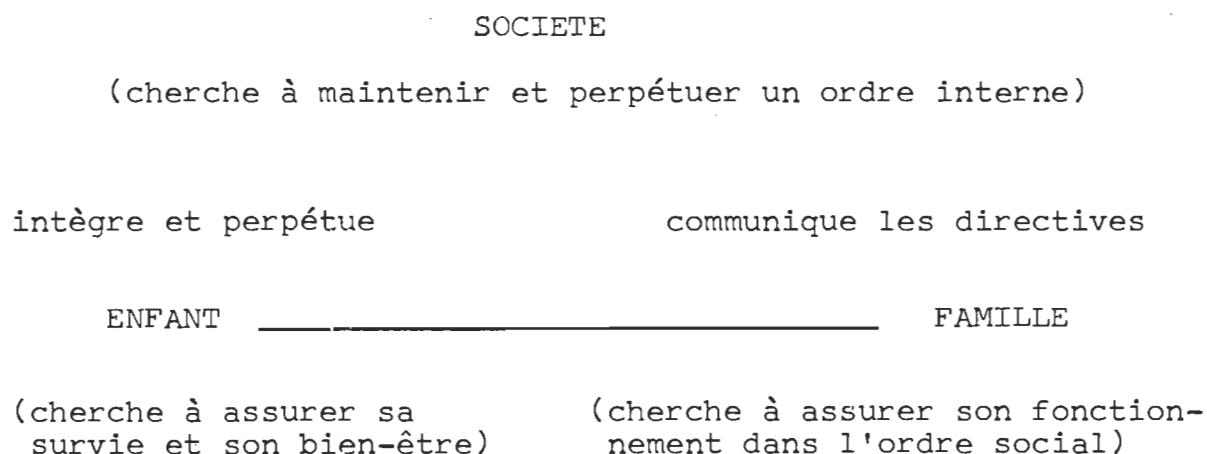 SOCIETE
(cherche à maintenir et perpétuer un ordre interne)
intègre et perpétue communique les directives
ENFANT FAMILLE
(cherche à assurer sa (cherche à assurer son fonction-
survie et son bien-être) nement dans l'ordre social)